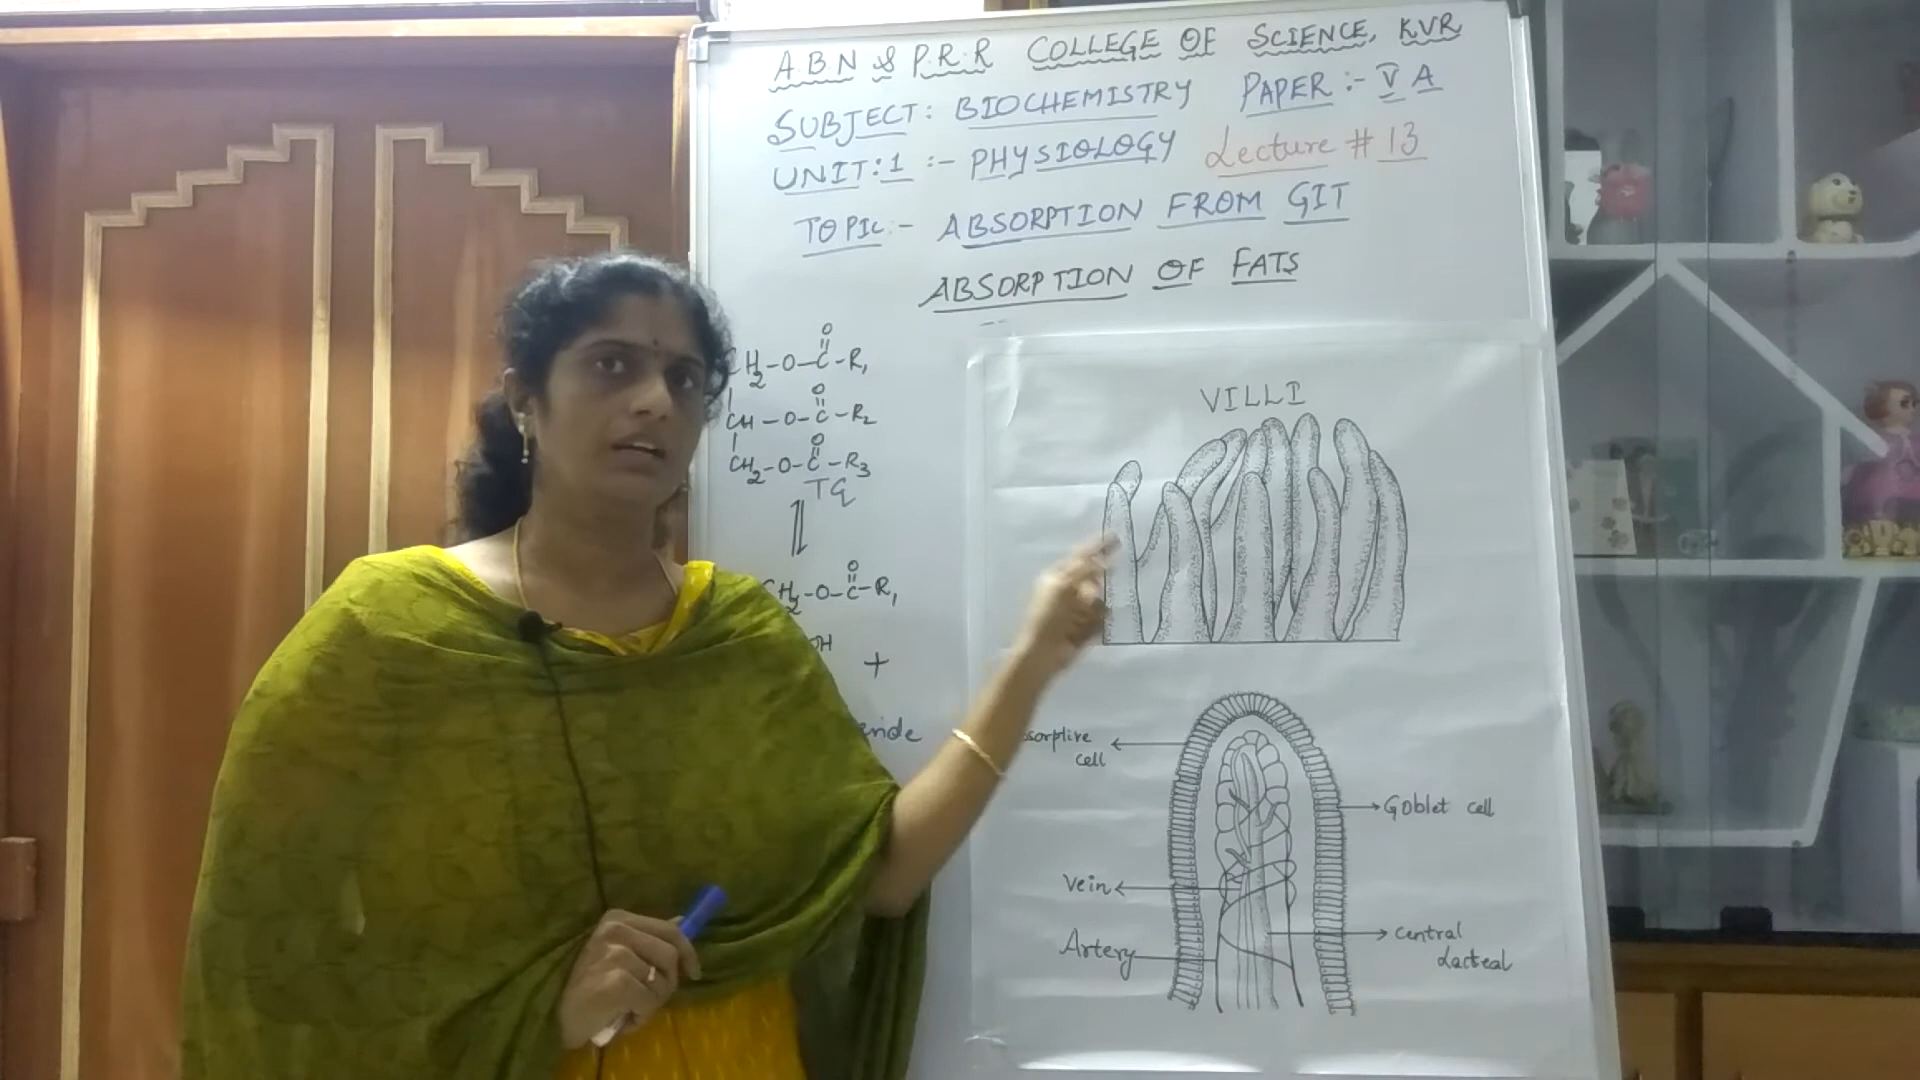 A.B.N & P.R.R COLLEGE OF SCIENCE, KVR
SUBJECT: BIOCHEMISTRY PAPER:- V A
UNIT:1 :- PHYSIOLOGY Lecture # 13
TOPIC:- ABSORPTION FROM GIT
ABSORPTION OF FATS
O
CH2-O-C-R1
O
CH-O-C-R2
O
CH2-O-C-R3
TG
O
CH2-O-C-R1
OH
+
VILLI
cell
Goblet cell
Vein
Artery
Central
Lacteal